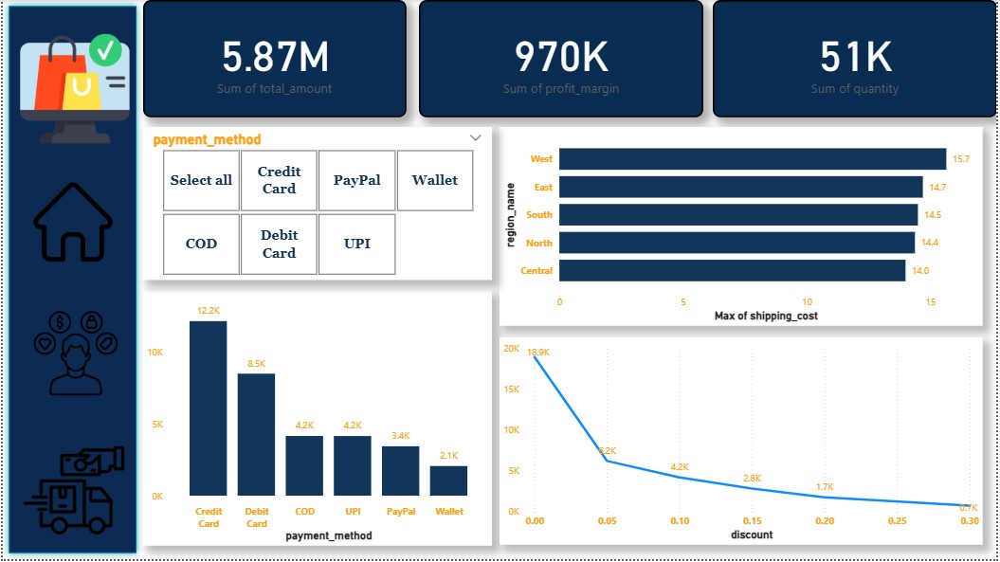 5.87M
Sum of total_amount
970K
Sum of profit_margin
51K
Sum of quantity
payment_method
Select all
Credit
Card
PayPal
Wallet
COD
Debit
Card
UPI
region_name
West
15.7
East
14.7
South
14.5
North
14.4
Central
14.0
0
5
10
15
Max of shipping_cost
12.2K
8.5K
4.2K
4.2K
3.4K
2.1K
10K
5K
0K
Credit
Card
Debit
Card
COD
UPI
PayPal
Wallet
payment_method
20K
15K
10K
5K
0K
18.9K
6.2K
4.2K
2.8K
1.7K
0.7K
0.00
0.05
0.10
0.15
0.20
0.25
0.30
discount